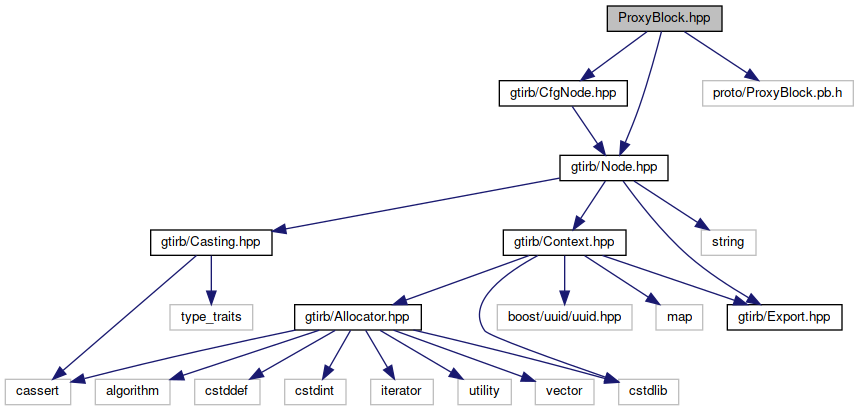 ProxyBlock.hpp
gtirb/CfgNode.hpp
proto/ProxyBlock.pb.h
gtirb/Node.hpp
gtirb/Casting.hpp
gtirb/Context.hpp
string
type_traits
gtirb/Allocator.hpp
boost/uuid/uuid.hpp
map
gtirb/Export.hpp
cassert
algorithm
cstddef
cstdint
iterator
utility
vector
cstdlib